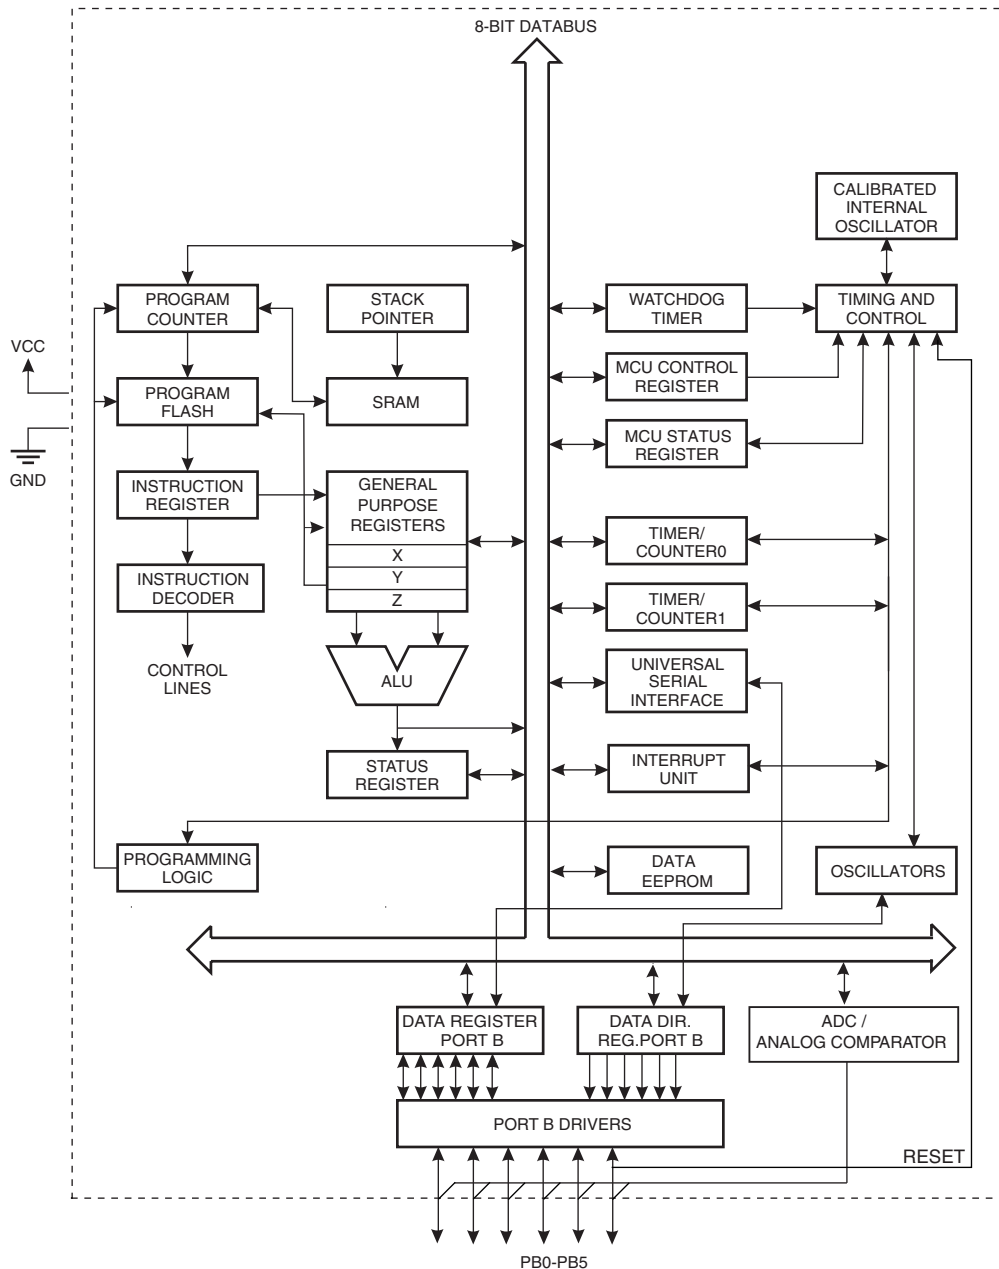 8-BIT DATABUS
CALIBRATED
INTERNAL
OSCILLATOR
PROGRAM
COUNTER
STACK
POINTER
WATCHDOG
TIMER
TIMING AND
CONTROL
VCC
PROGRAM
FLASH
SRAM
MCU CONTROL
REGISTER
MCU STATUS
REGISTER
GND
INSTRUCTION
REGISTER
GENERAL
PURPOSE
REGISTERS
X
Y
Z
TIMER/
COUNTER0
INSTRUCTION
DECODER
TIMER/
COUNTER1
CONTROL
LINES
ALU
UNIVERSAL
SERIAL
INTERFACE
STATUS
REGISTER
INTERRUPT
UNIT
PROGRAMMING
LOGIC
DATA
EEPROM
OSCILLATORS
DATA REGISTER
PORT B
DATA DIR.
REG.PORT B
ADC /
ANALOG COMPARATOR
PORT B DRIVERS
RESET
PB0-PB5